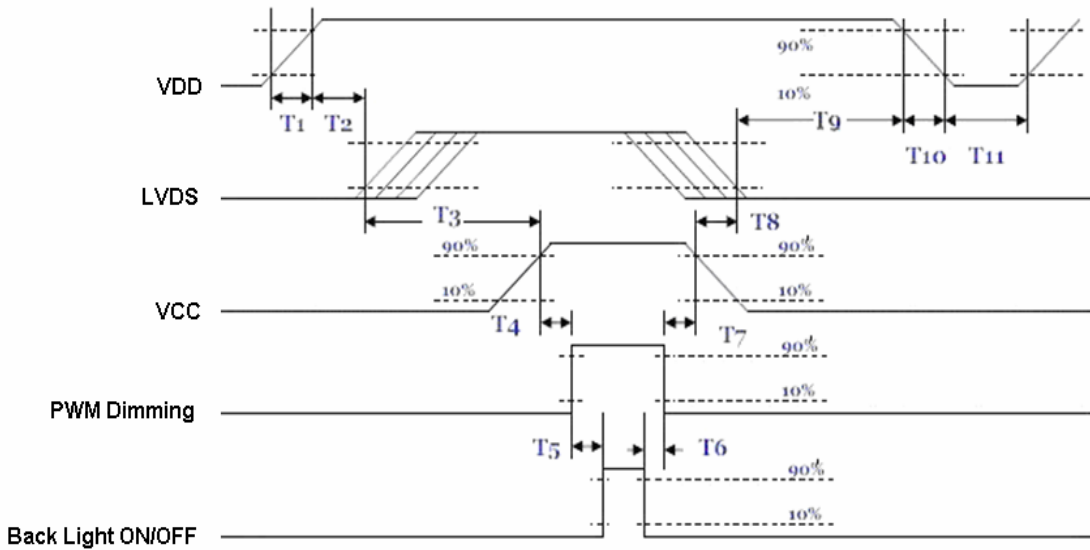 90%
VDD
10%
T1 T2 T9
T10 T11
LVDS
T3 T8
90% 90%
10% 10%
VCC
T4 T7
90%
10%
PWM Dimming
T5 T6
90%
10%
Back Light ON/OFF